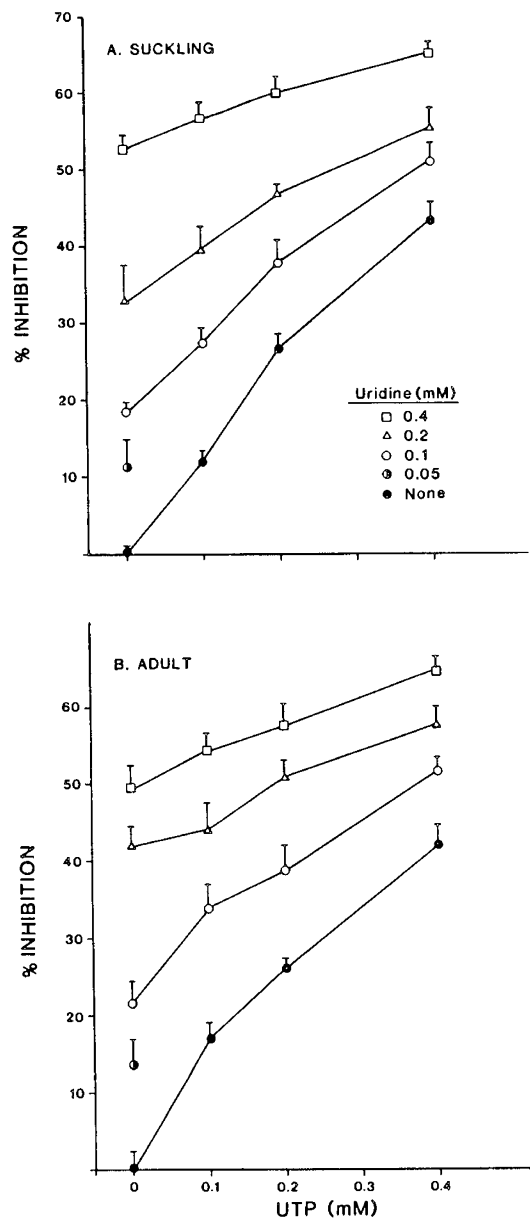 70
A. SUCKLING
60
50
40
30
20
10
% INHIBITION
Uridine (mM)
0.4
0.2
0.1
0.05
None
B. ADULT
60
50
40
30
20
10
% INHIBITION
0 0.1 0.2 0.3 0.4
UTP (mM)